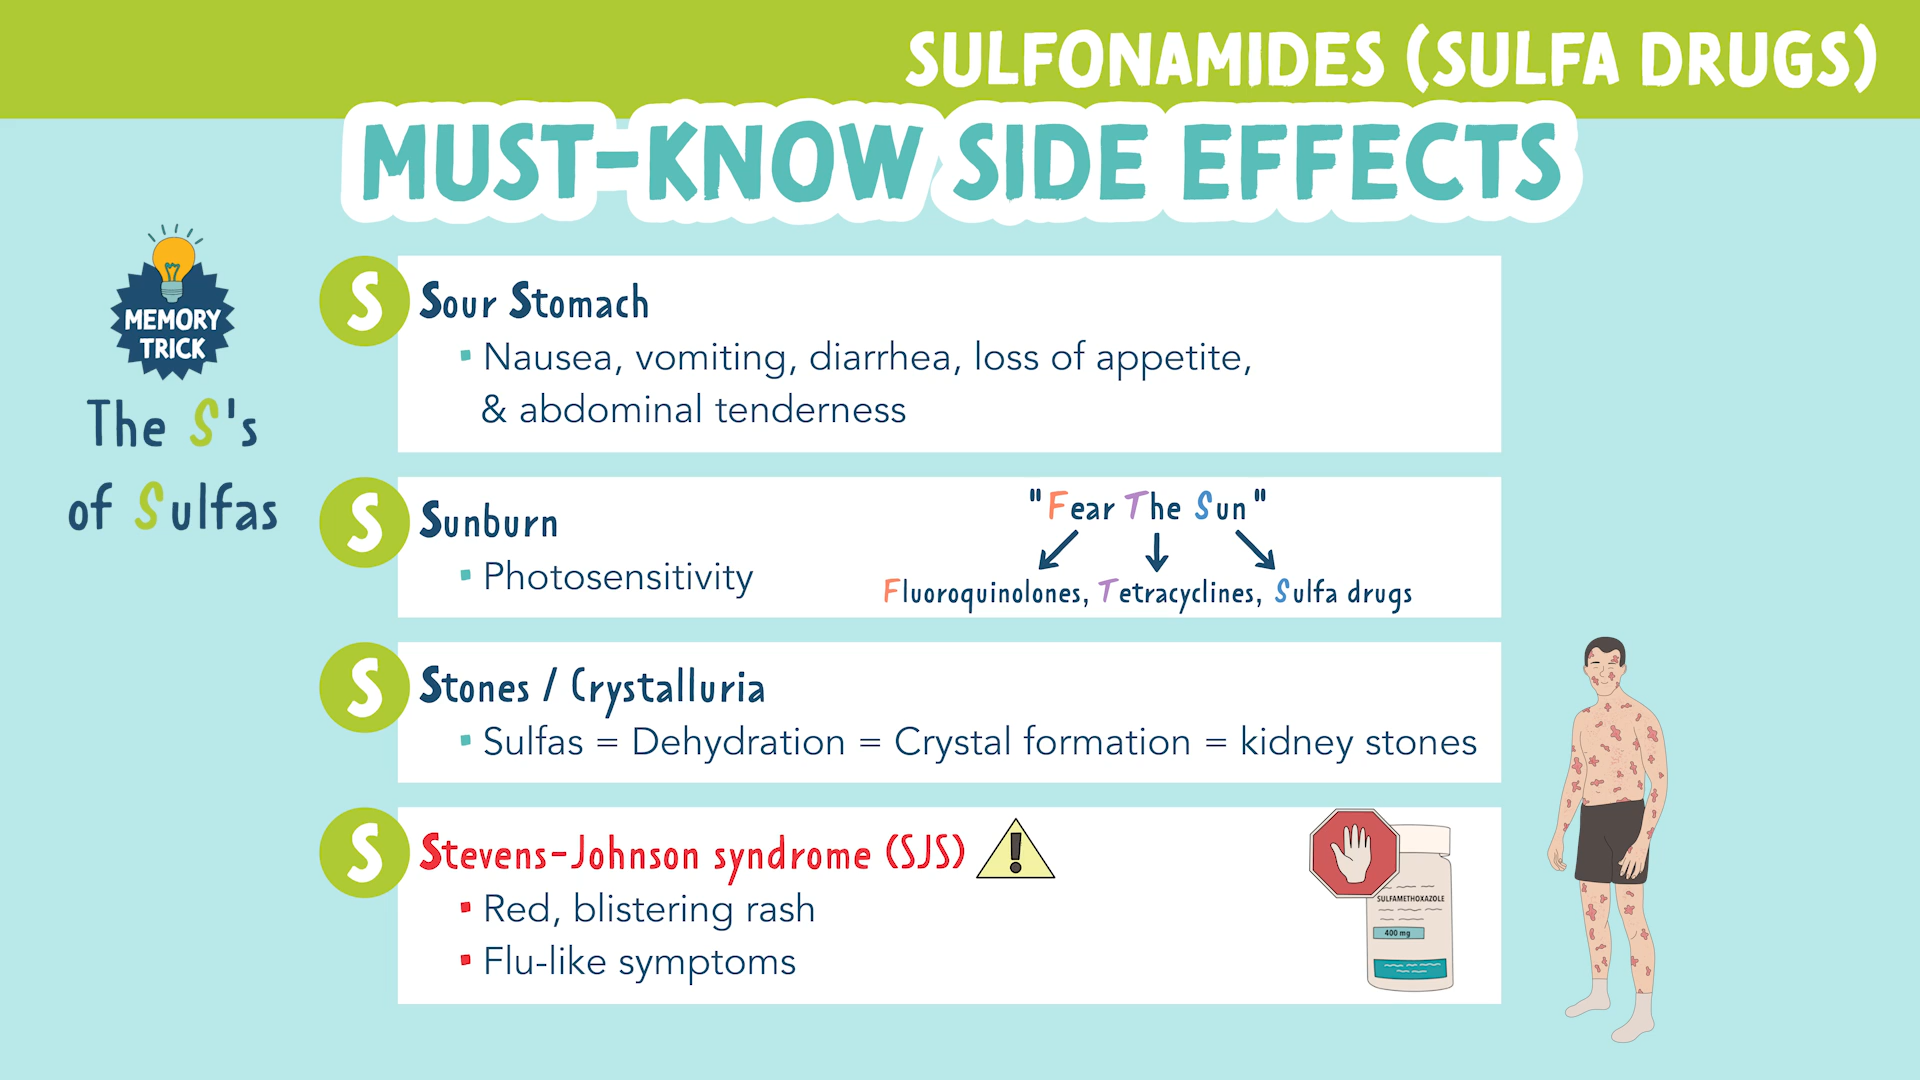 SULFONAMIDES (SULFA DRUGS)
MUST-KNOW SIDE EFFECTS
MEMORY
TRICK
The S's
of Sulfas
S
Sour Stomach
▪ Nausea, vomiting, diarrhea, loss of appetite,
& abdominal tenderness
S
Sunburn
▪ Photosensitivity
"Fear The Sun"
Fluoroquinolones, Tetracyclines, Sulfa drugs
S
Stones / Crystalluria
▪ Sulfas = Dehydration = Crystal formation = kidney stones
S
Stevens-Johnson syndrome (SJS)
▪ Red, blistering rash
▪ Flu-like symptoms
SULFAMETHOXAZOLE
400 mg